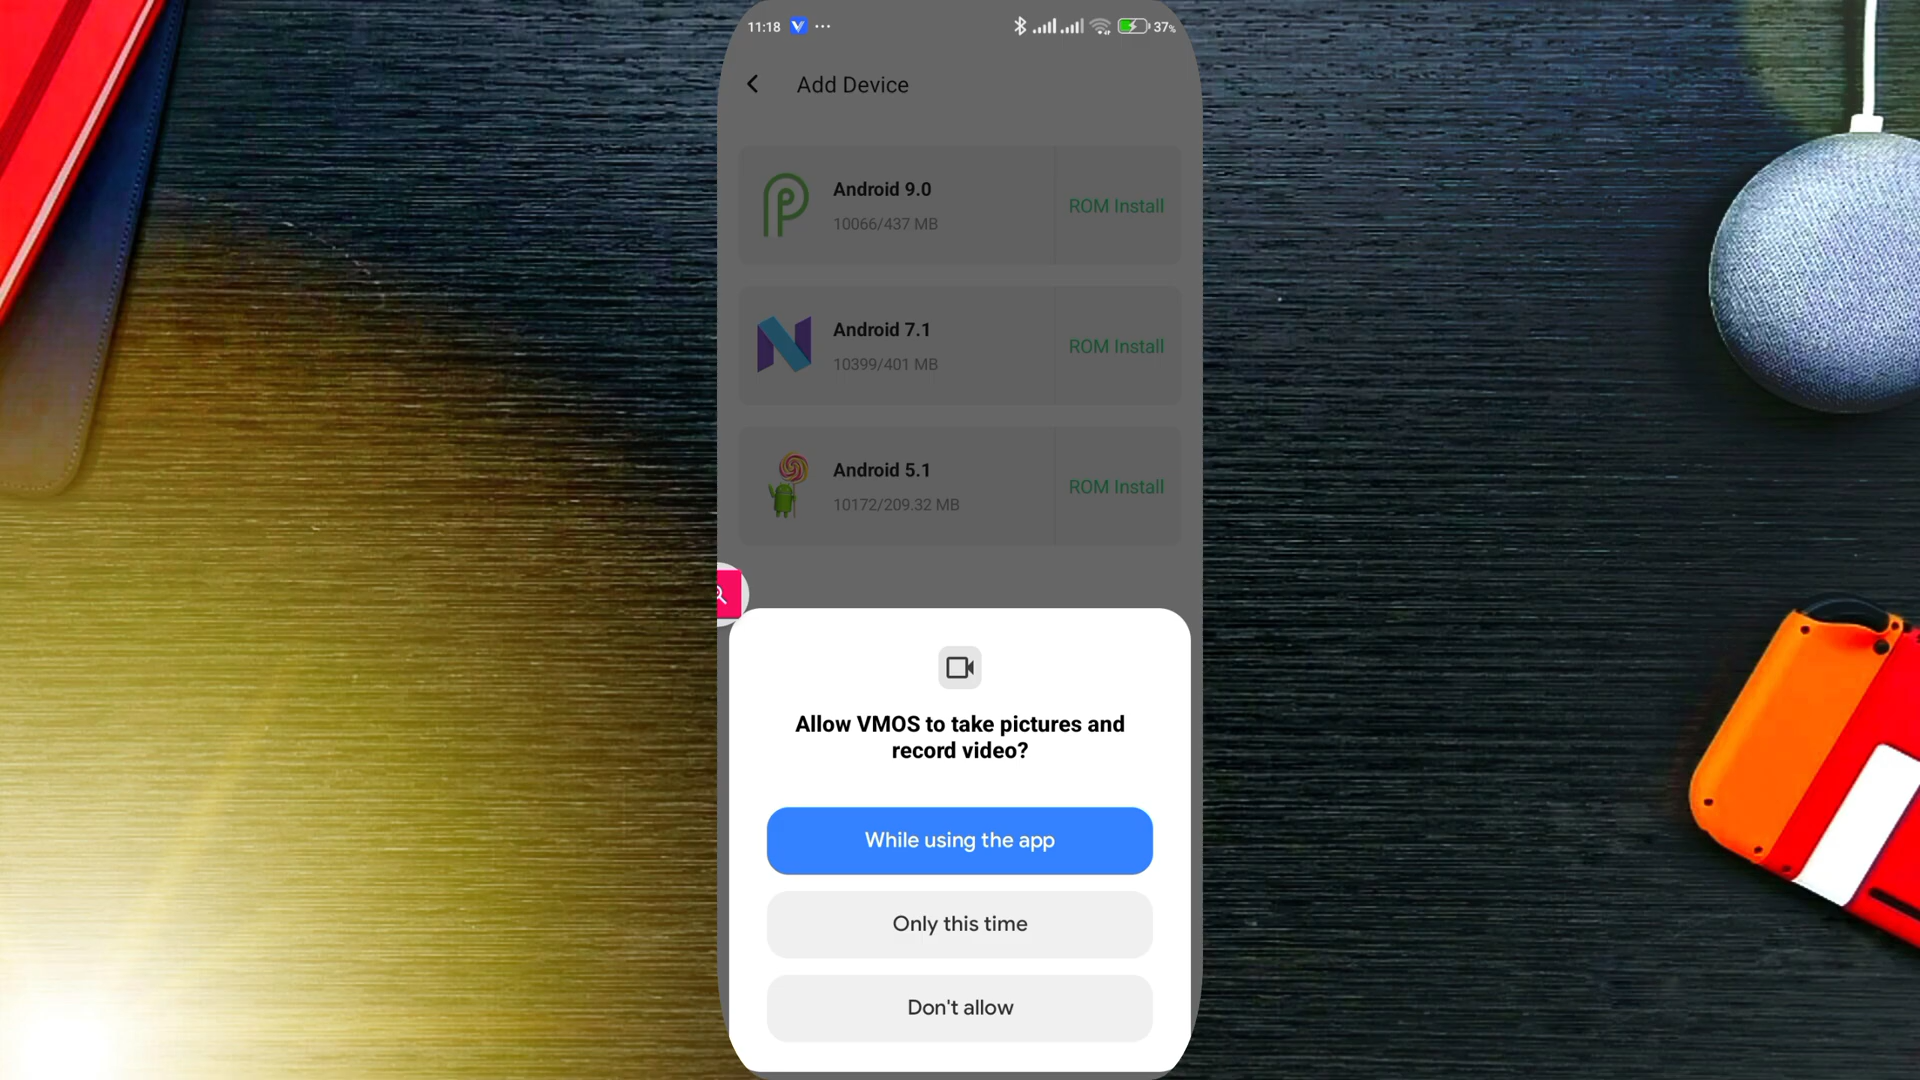 11:18 V ... 37%
Add Device
Android 9.0
10066/437 MB
ROM Install
Android 7.1
10399/401 MB
ROM Install
Android 5.1
10172/209.32 MB
ROM Install
Allow VMOS to take pictures and
record video?
While using the app
Only this time
Don't allow